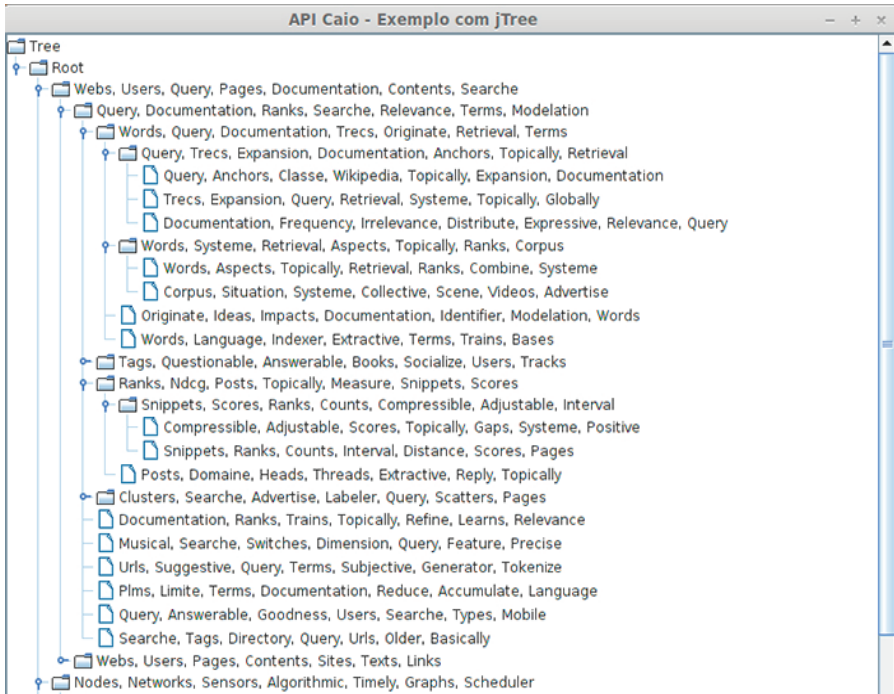 API Caio - Exemplo com jTree
Tree
Root
Webs, Users, Query, Pages, Documentation, Contents, Searche
Query, Documentation, Ranks, Searche, Relevance, Terms, Modelation
Words, Query, Documentation, Trecs, Originate, Retrieval, Terms
Query, Trecs, Expansion, Documentation, Anchors, Topically, Retrieval
Query, Anchors, Classe, Wikipedia, Topically, Expansion, Documentation
Trecs, Expansion, Query, Retrieval, Systeme, Topically, Globally
Documentation, Frequency, Irrelevance, Distribute, Expressive, Relevance, Query
Words, Systeme, Retrieval, Aspects, Topically, Ranks, Corpus
Words, Aspects, Topically, Retrieval, Ranks, Combine, Systeme
Corpus, Situation, Systeme, Collective, Scene, Videos, Advertise
Originate, Ideas, Impacts, Documentation, Identifier, Modelation, Words
Words, Language, Indexer, Extractive, Terms, Trains, Bases
Tags, Questionable, Answerable, Books, Socialize, Users, Tracks
Ranks, Ndcg, Posts, Topically, Measure, Snippets, Scores
Snippets, Scores, Ranks, Counts, Compressible, Adjustable, Interval
Compressible, Adjustable, Scores, Topically, Gaps, Systeme, Positive
Snippets, Ranks, Counts, Interval, Distance, Scores, Pages
Posts, Domaine, Heads, Threads, Extractive, Reply, Topically
Clusters, Searche, Advertise, Labeler, Query, Scatters, Pages
Documentation, Ranks, Trains, Topically, Refine, Learns, Relevance
Musical, Searche, Switches, Dimension, Query, Feature, Precise
Urls, Suggestive, Query, Terms, Subjective, Generator, Tokenize
Plms, Limite, Terms, Documentation, Reduce, Accumulate, Language
Query, Answerable, Goodness, Users, Searche, Types, Mobile
Searche, Tags, Directory, Query, Urls, Older, Basically
Webs, Users, Pages, Contents, Sites, Texts, Links
Nodes, Networks, Sensors, Algorithmic, Timely, Graphs, Scheduler